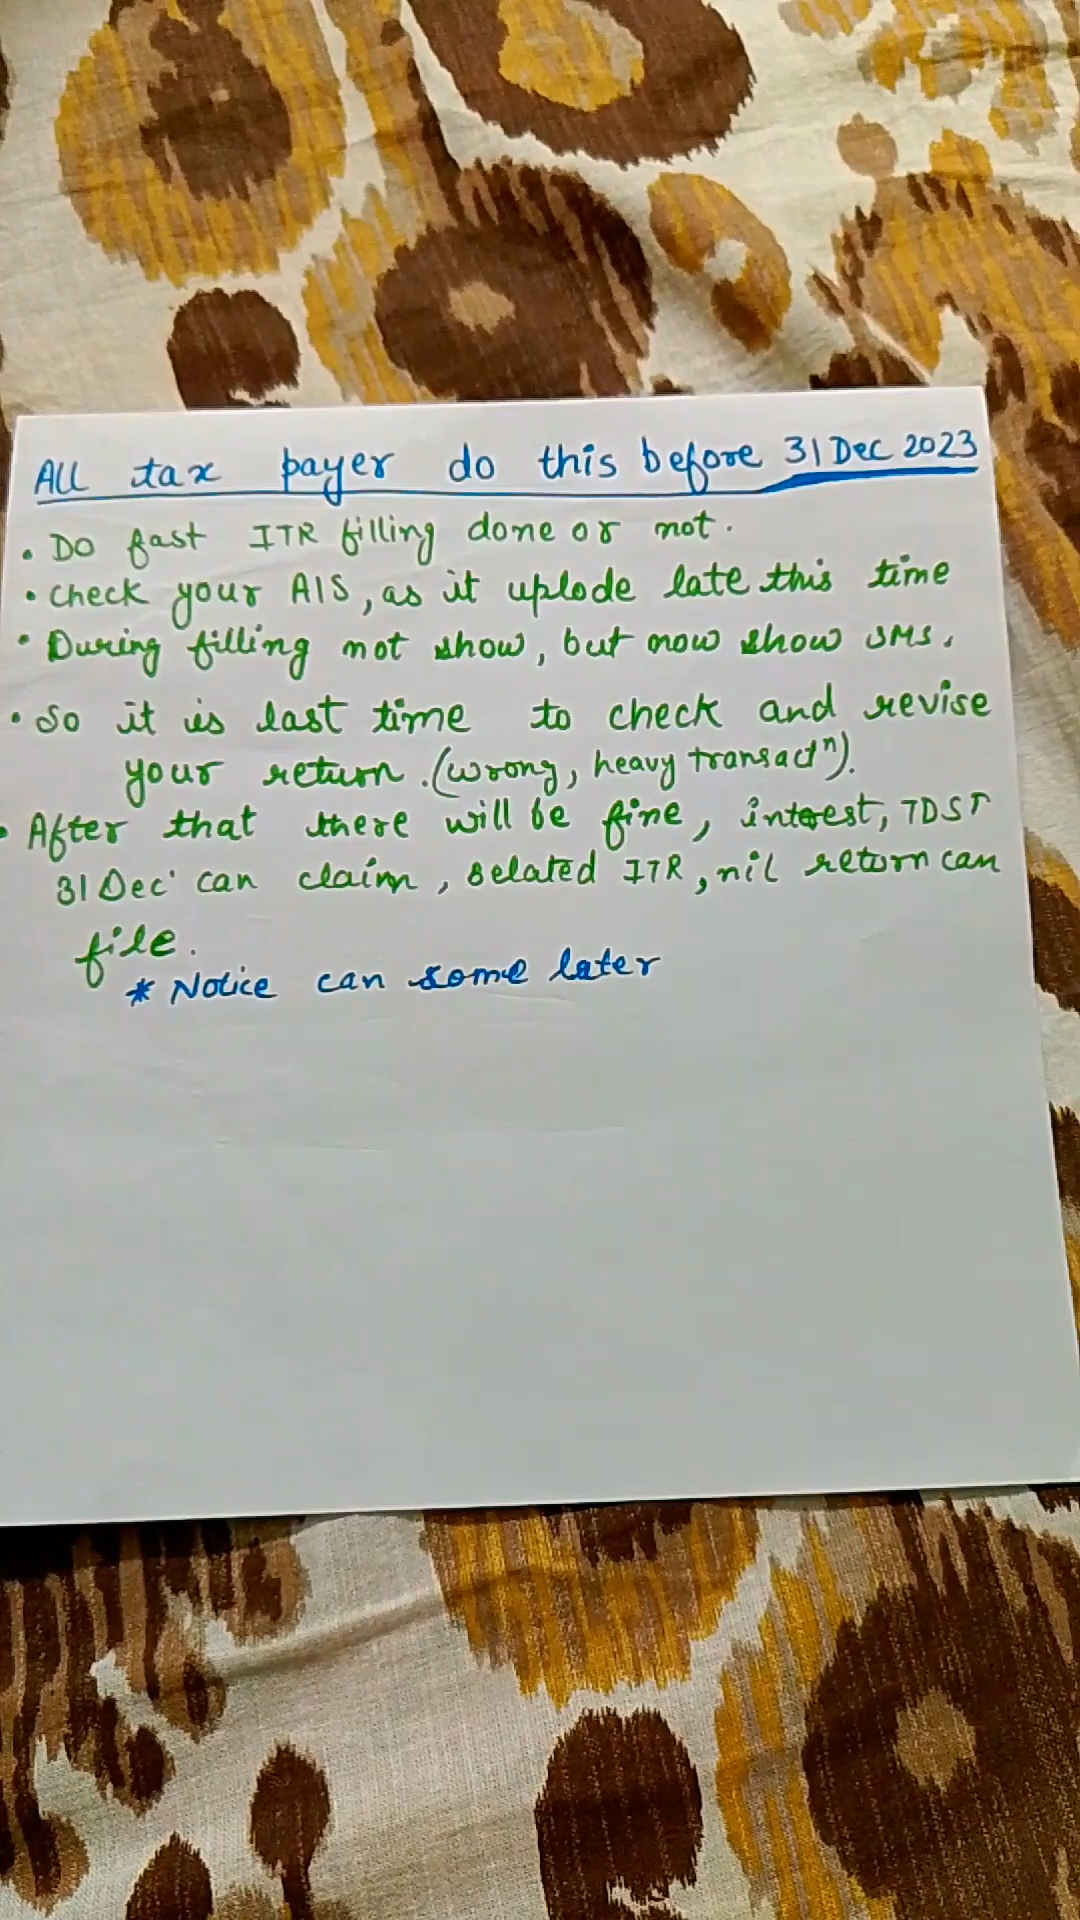 All tax payer do this before 31 Dec 2023
• Do fast ITR filling done or not.
• Check your AIS, as it uplode late this time
• During filling not show, but now show SMS.
• So it is last time to check and revise
your return. (wrong, heavy transactⁿ).
• After that there will be fine, interest, TDS
31 Dec' can claim, belated ITR, nil return can
file.
* Notice can some later